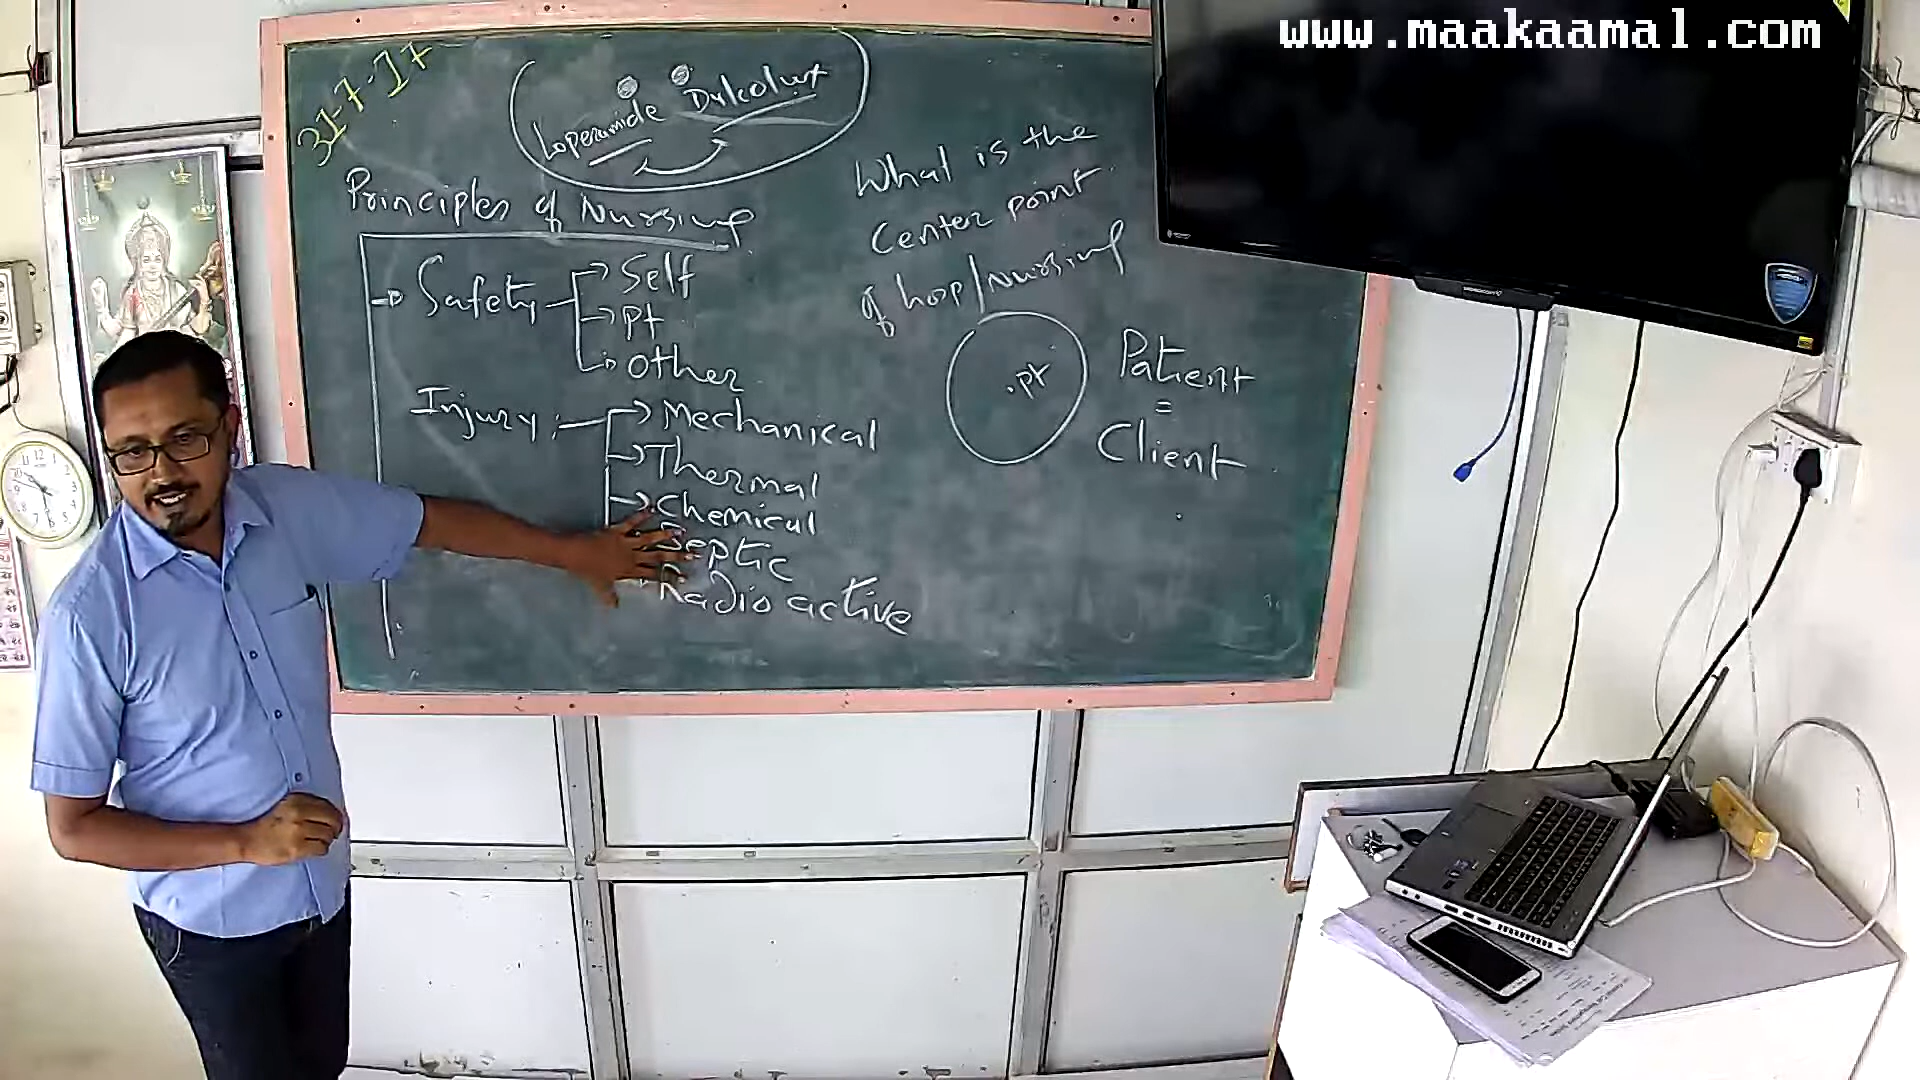 www.maakaamal.com
31-7-17
Loperamide Dulcolux
Principles of Nursing
Safety
Self
pt
other
Injury:
Mechanical
Thermal
Chemical
Septic
Radio active
What is the
Center point
of hosp/Nursing
.pt
Patient
=
Client